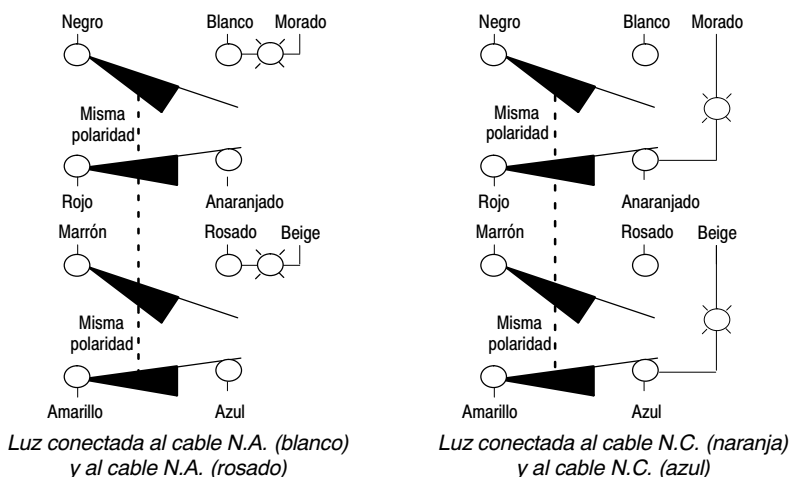 Negro Blanco Morado
Misma
polaridad
Rojo Anaranjado
Marrón Rosado Beige
Misma
polaridad
Amarillo Azul
Luz conectada al cable N.A. (blanco)
y al cable N.A. (rosado)
Negro Blanco Morado
Misma
polaridad
Rojo Anaranjado
Marrón Rosado Beige
Misma
polaridad
Amarillo Azul
Luz conectada al cable N.C. (naranja)
y al cable N.C. (azul)